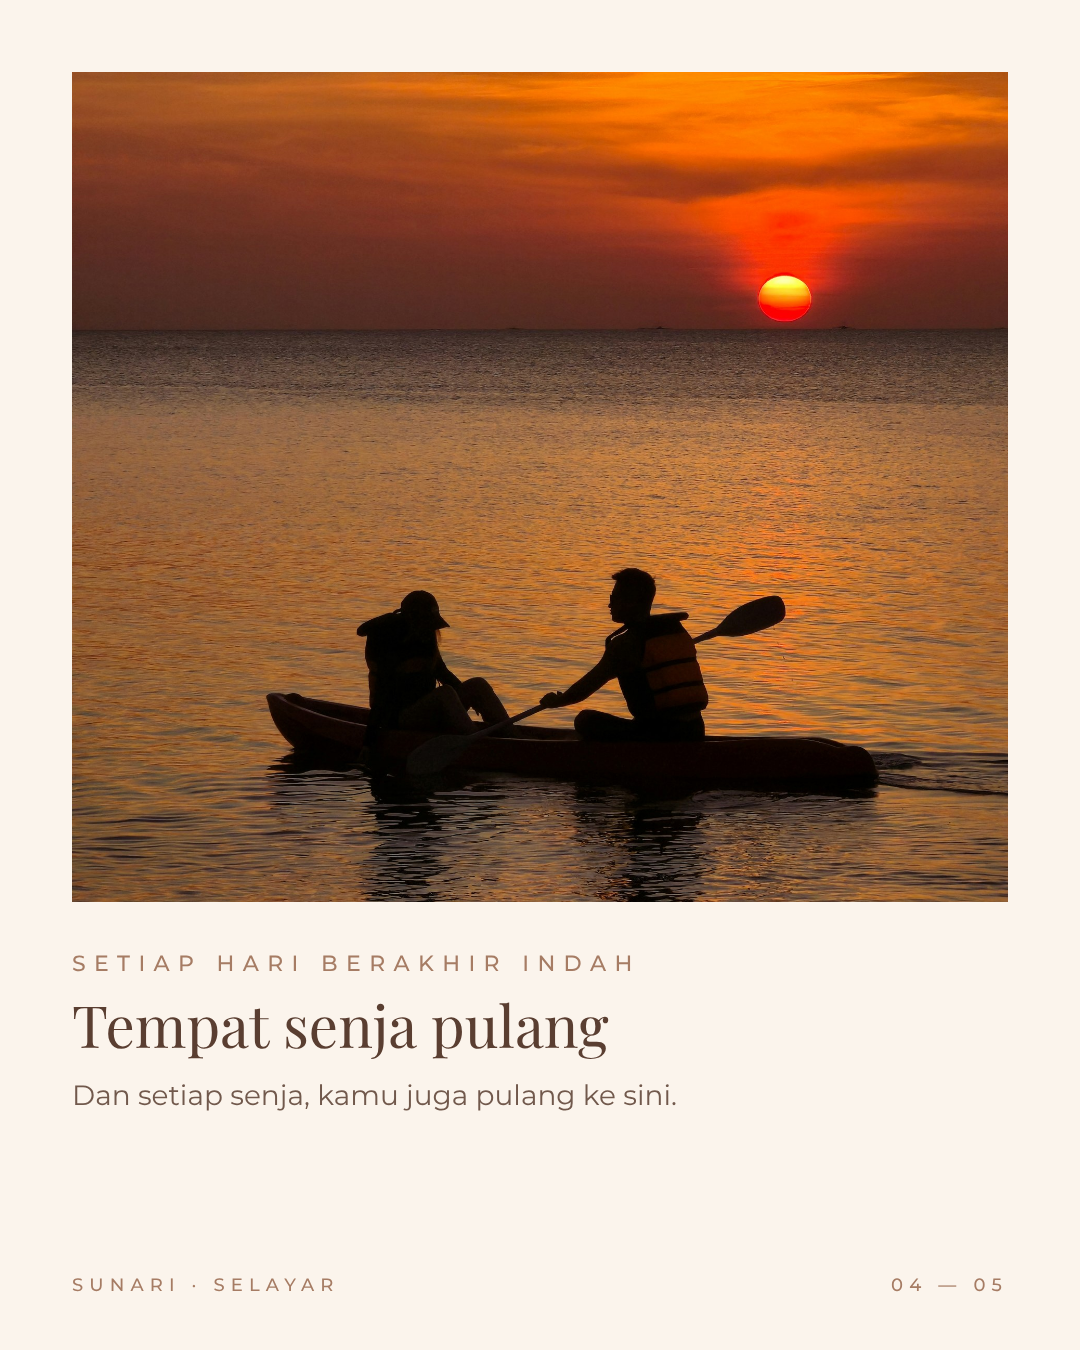 SETIAP HARI BERAKHIR INDAH
Tempat senja pulang
Dan setiap senja, kamu juga pulang ke sini.
SUNARI · SELAYAR
04 — 05